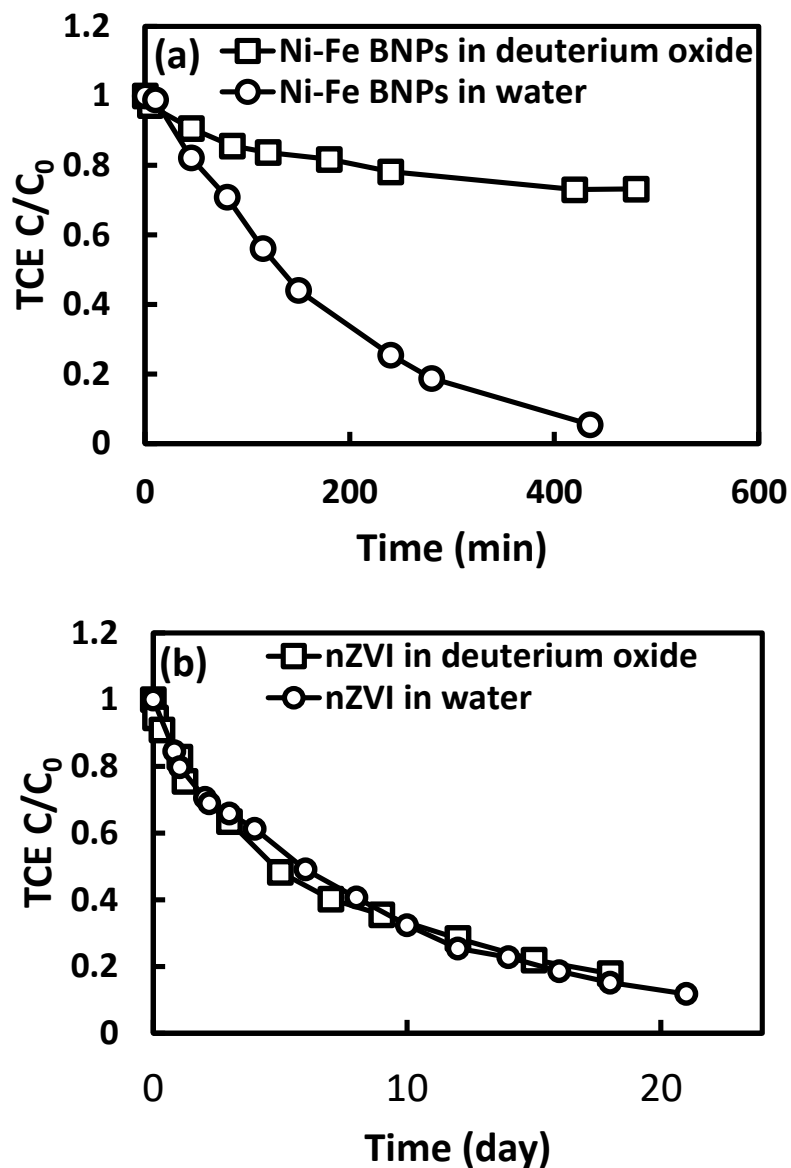 1.2
(a)
Ni-Fe BNPs in deuterium oxide
Ni-Fe BNPs in water
1
0.8
0.6
0.4
0.2
0
TCE C/C₀
0 200 400 600
Time (min)
1.2
(b)
nZVI in deuterium oxide
nZVI in water
1
0.8
0.6
0.4
0.2
0
TCE C/C₀
0 10 20
Time (day)